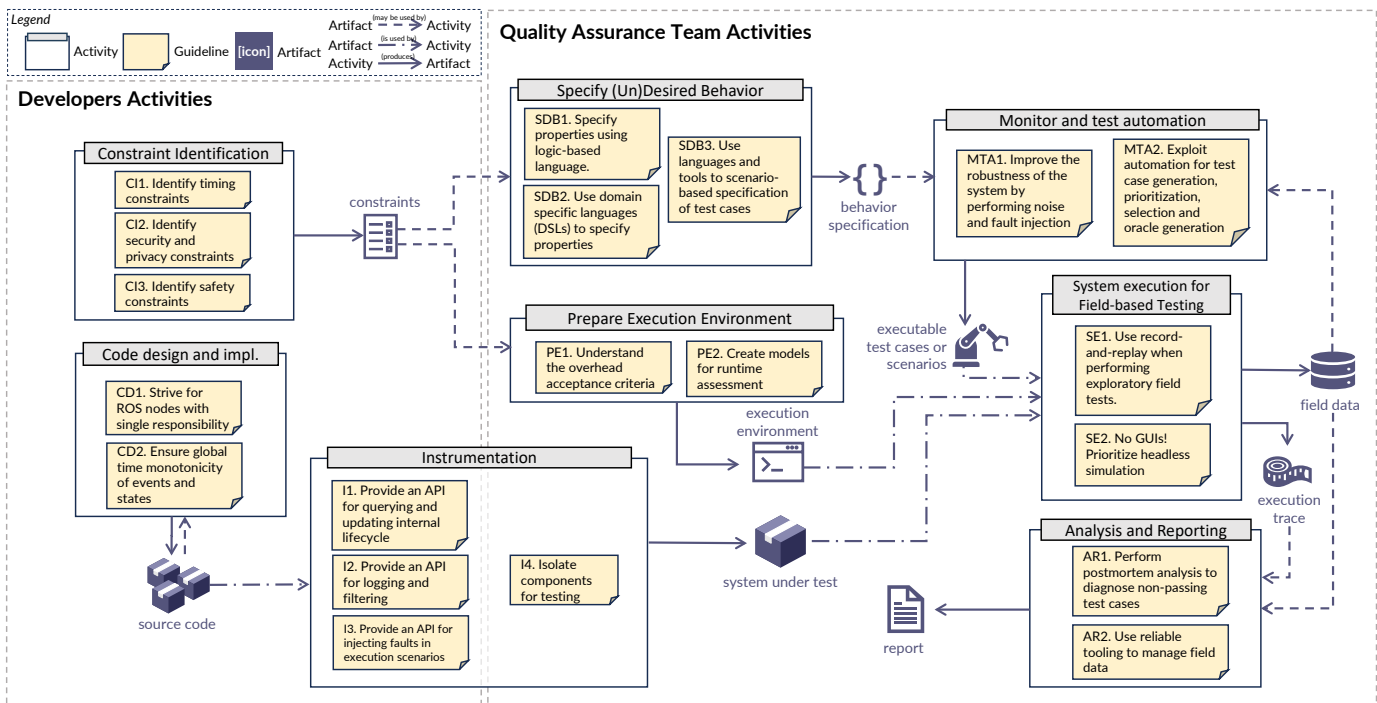 Legend
Activity
Guideline
[icon]
Artifact
Artifact (may be used by) Activity
Artifact (is used by) Activity
Activity (produces) Artifact
Developers Activities
Constraint Identification
CI1. Identify timing
constraints
CI2. Identify
security and
privacy constraints
CI3. Identify safety
constraints
constraints
Code design and impl.
CD1. Strive for
ROS nodes with
single responsibility
CD2. Ensure global
time monotonicity
of events and
states
source code
Instrumentation
I1. Provide an API
for querying and
updating internal
lifecycle
I2. Provide an API
for logging and
filtering
I3. Provide an API for
injecting faults in
execution scenarios
I4. Isolate
components
for testing
Quality Assurance Team Activities
Specify (Un)Desired Behavior
SDB1. Specify
properties using
logic-based
language.
SDB2. Use domain
specific languages
(DSLs) to specify
properties
SDB3. Use
languages and
tools to scenario-
based specification
of test cases
{ }
behavior
specification
Monitor and test automation
MTA1. Improve the
robustness of the
system by
performing noise
and fault injection
MTA2. Exploit
automation for test
case generation,
prioritization,
selection and
oracle generation
Prepare Execution Environment
PE1. Understand
the overhead
acceptance criteria
PE2. Create models
for runtime
assessment
execution
environment
executable
test cases or
scenarios
System execution for
Field-based Testing
SE1. Use record-
and-replay when
performing
exploratory field
tests.
SE2. No GUIs!
Prioritize headless
simulation
field data
execution
trace
system under test
Analysis and Reporting
AR1. Perform
postmortem analysis to
diagnose non-passing
test cases
AR2. Use reliable
tooling to manage field
data
report